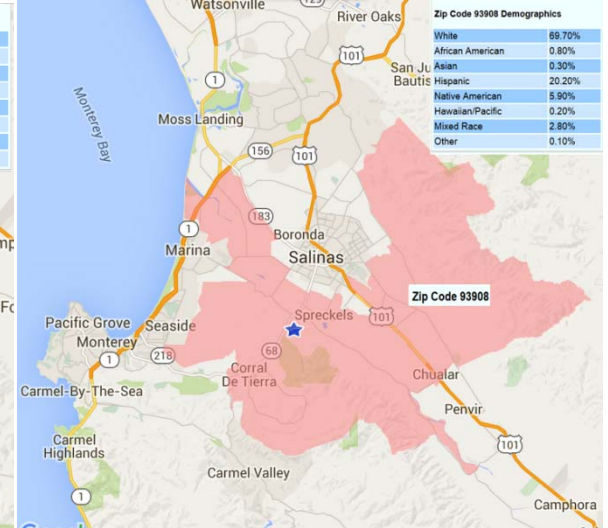 Zip Code 93908 Demographics
White 69.70%
African American 0.80%
Asian 0.30%
Hispanic 20.20%
Native American 5.90%
Hawaiian/Pacific 0.20%
Mixed Race 2.80%
Other 0.10%
Watsonville
River Oaks
101
1
San Ju
Bautis
Monterey Bay
Moss Landing
156
101
183
1
Boronda
Marina
Salinas
Zip Code 93908
Spreckels
101
Pacific Grove
Seaside
Monterey
68
1
218
Corral
De Tierra
Chualar
Carmel-By-The-Sea
Penvir
Carmel
Highlands
101
Carmel Valley
1
Camphora